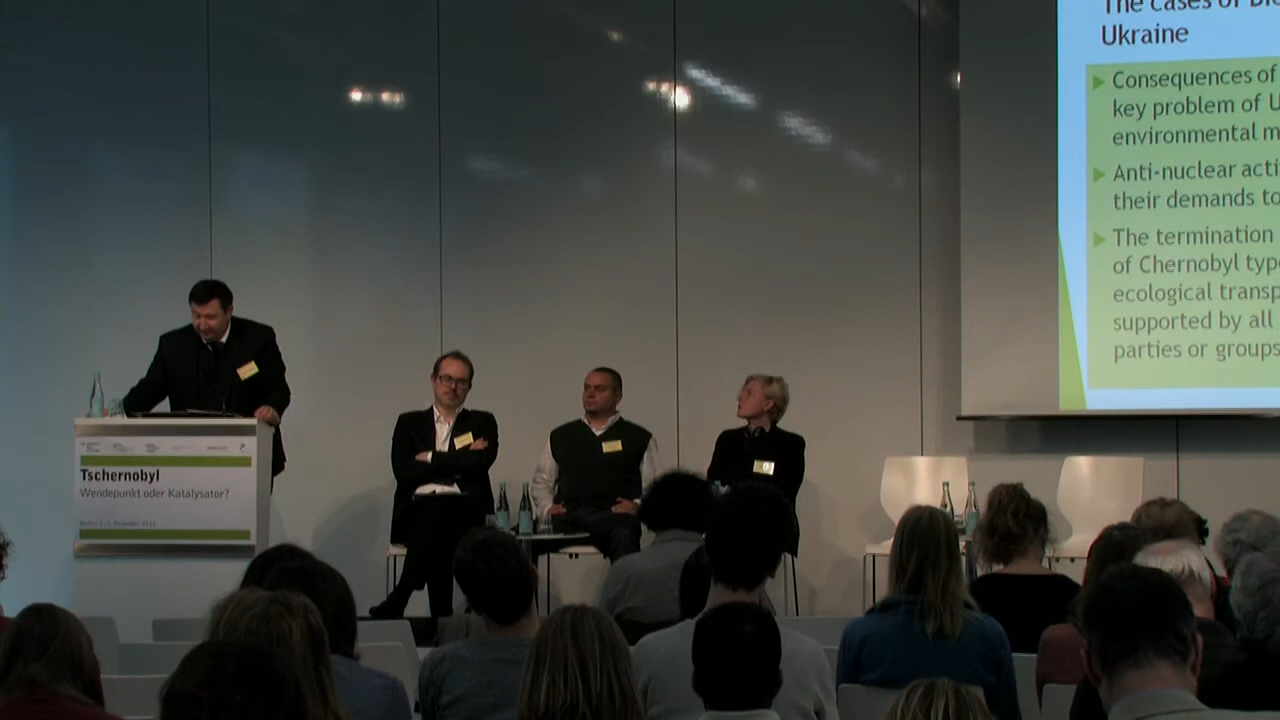 The cases of
Ukraine
Consequences of
key problem of U
environmental m
Anti-nuclear acti
their demands to
The termination
of Chernobyl type
ecological transp
supported by all
parties or groups
Tschernobyl
Wendepunkt oder Katalysator?